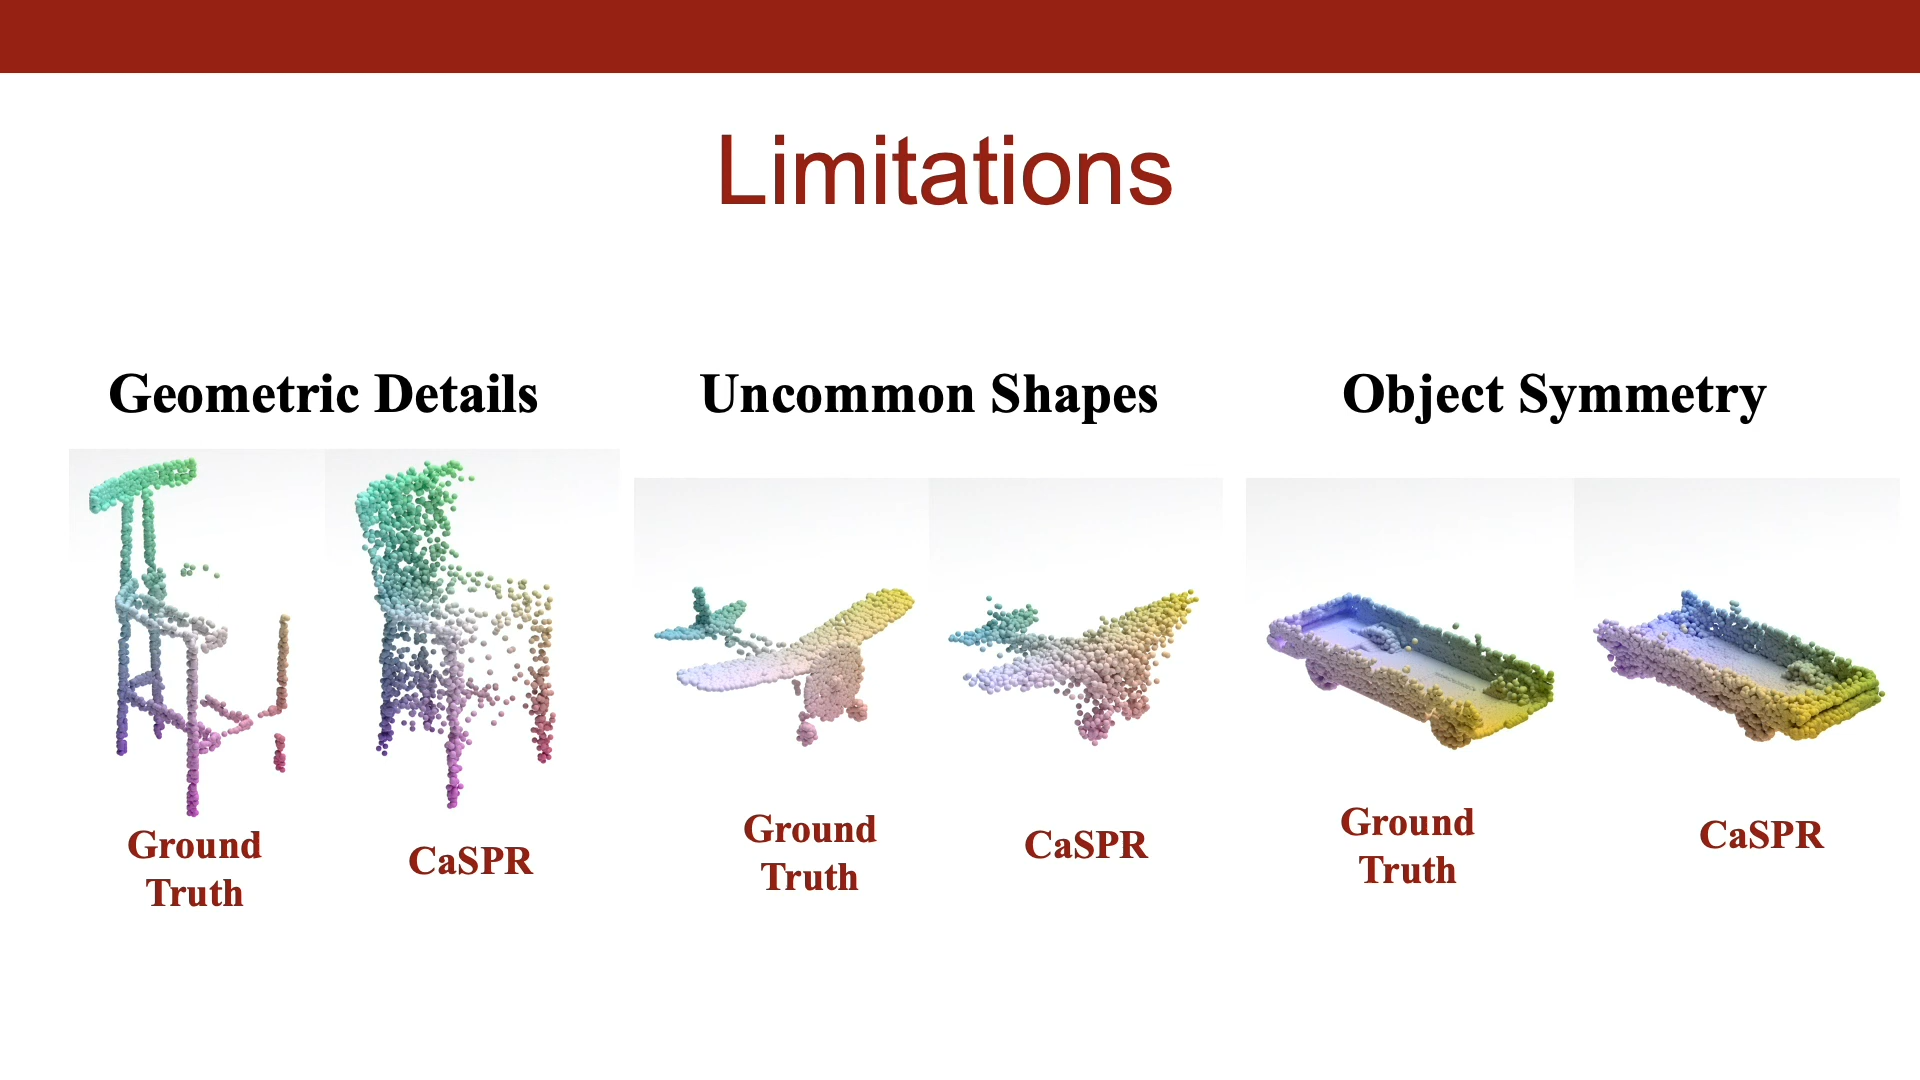 Limitations
Geometric Details
Uncommon Shapes
Object Symmetry
Ground
Truth
CaSPR
Ground
Truth
CaSPR
Ground
Truth
CaSPR